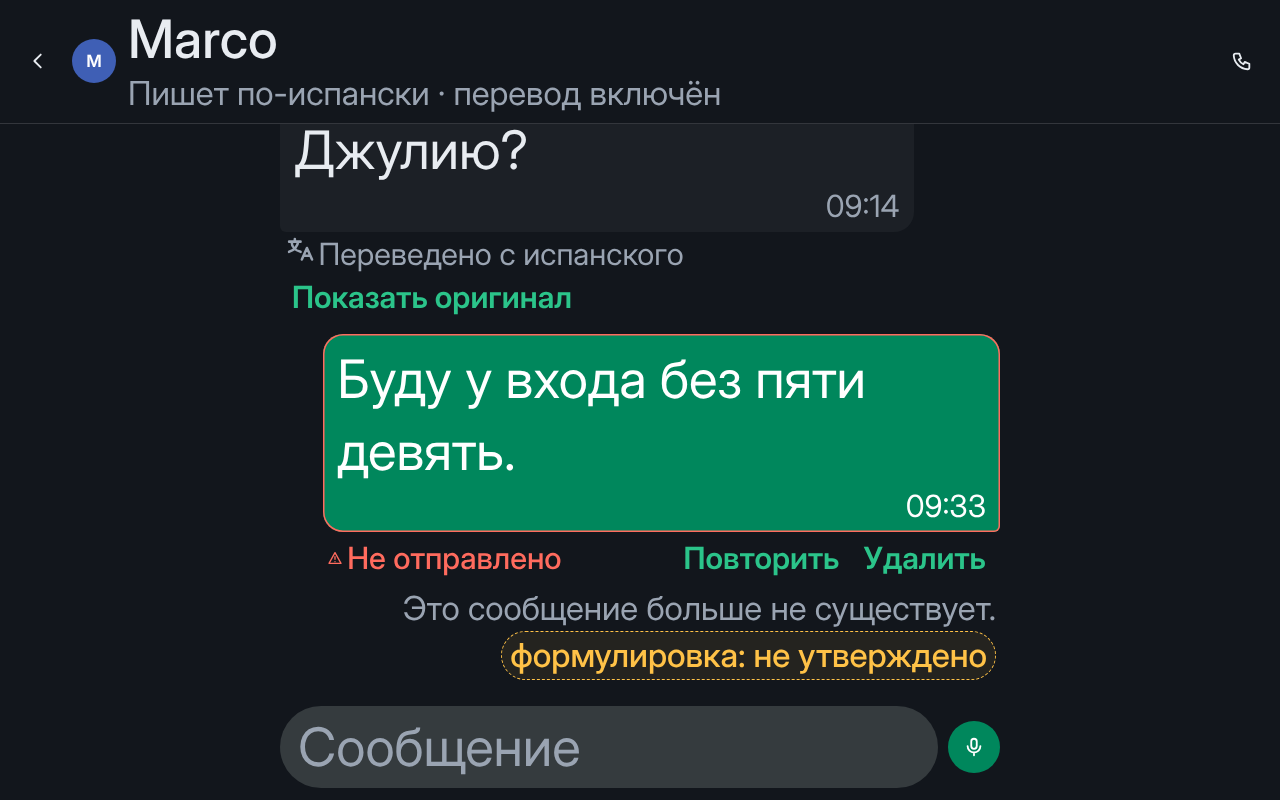 M
Marco
Пишет по-испански · перевод включён
Джулию?
09:14
Переведено с испанского
Показать оригинал
Буду у входа без пяти
девять.
09:33
Не отправлено
Повторить
Удалить
Это сообщение больше не существует.
формулировка: не утверждено
Сообщение